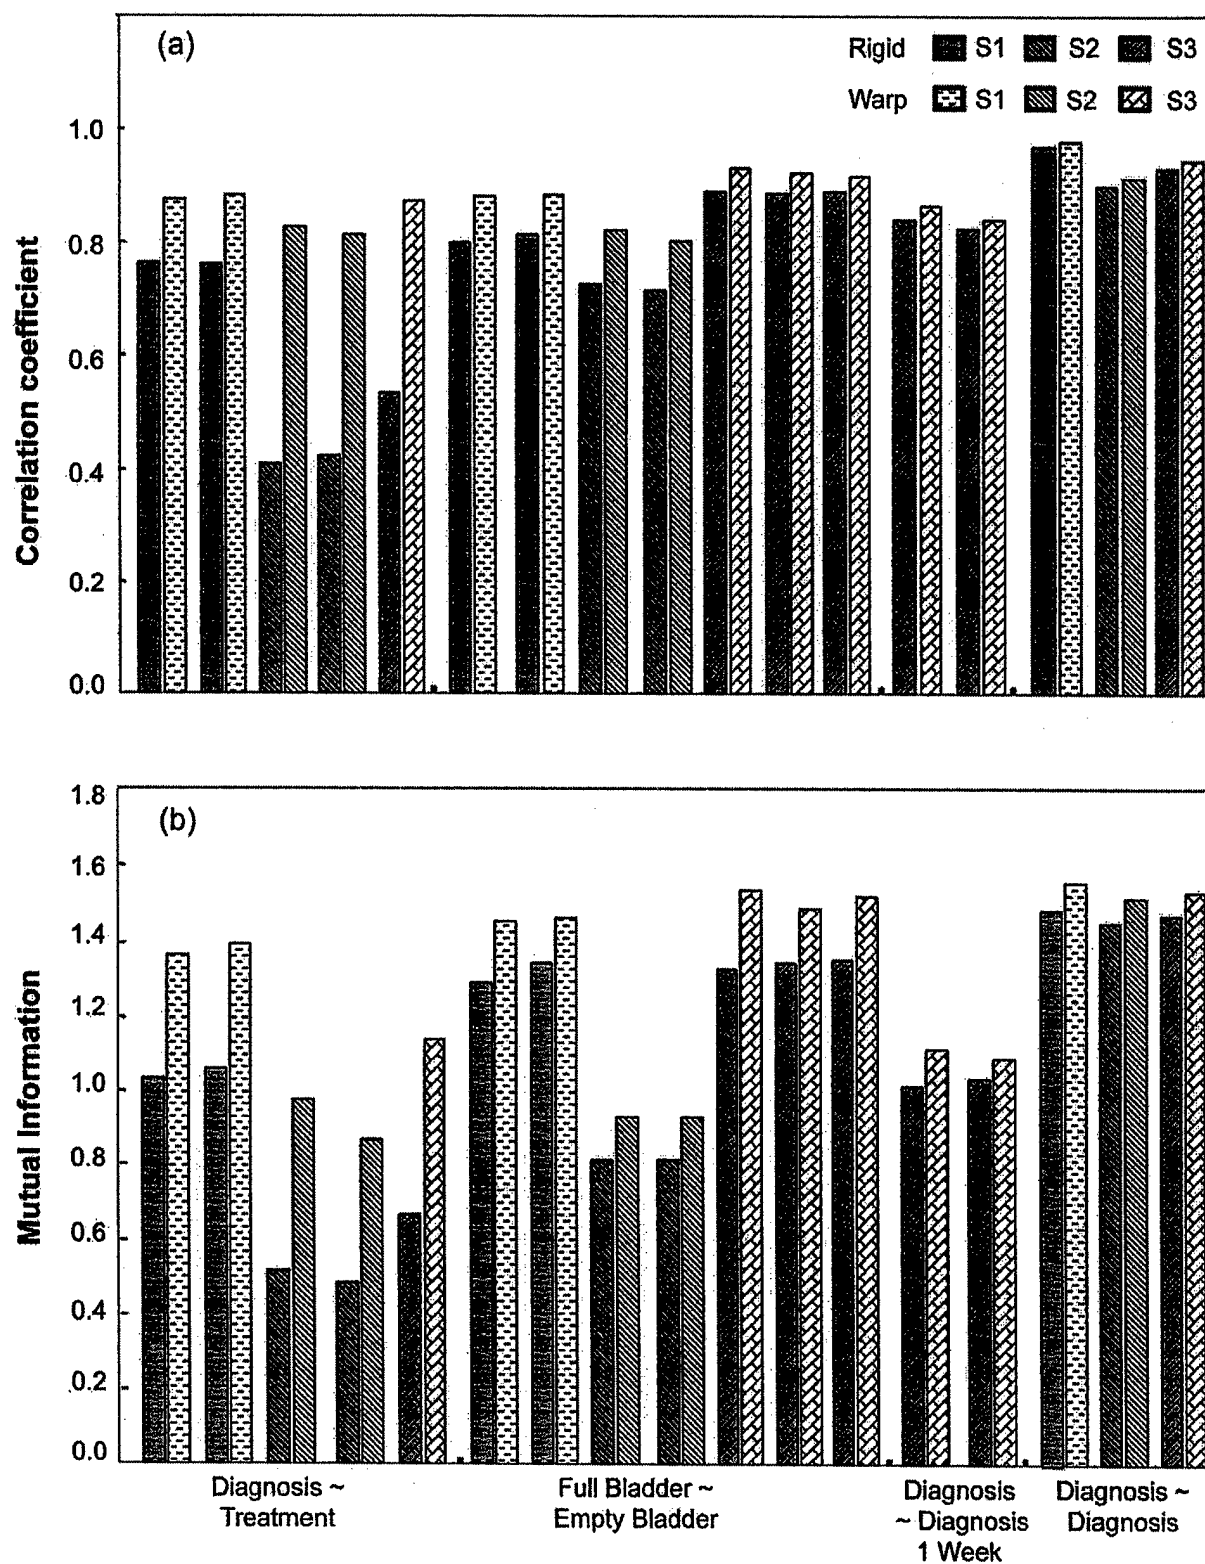 (a)
Rigid S1 S2 S3
Warp S1 S2 S3
Correlation coefficient
1.0
0.8
0.6
0.4
0.2
0.0
(b)
Mutual Information
1.8
1.6
1.4
1.2
1.0
0.8
0.6
0.4
0.2
0.0
Diagnosis ~
Treatment
Full Bladder ~
Empty Bladder
Diagnosis
~ Diagnosis
1 Week
Diagnosis ~
Diagnosis